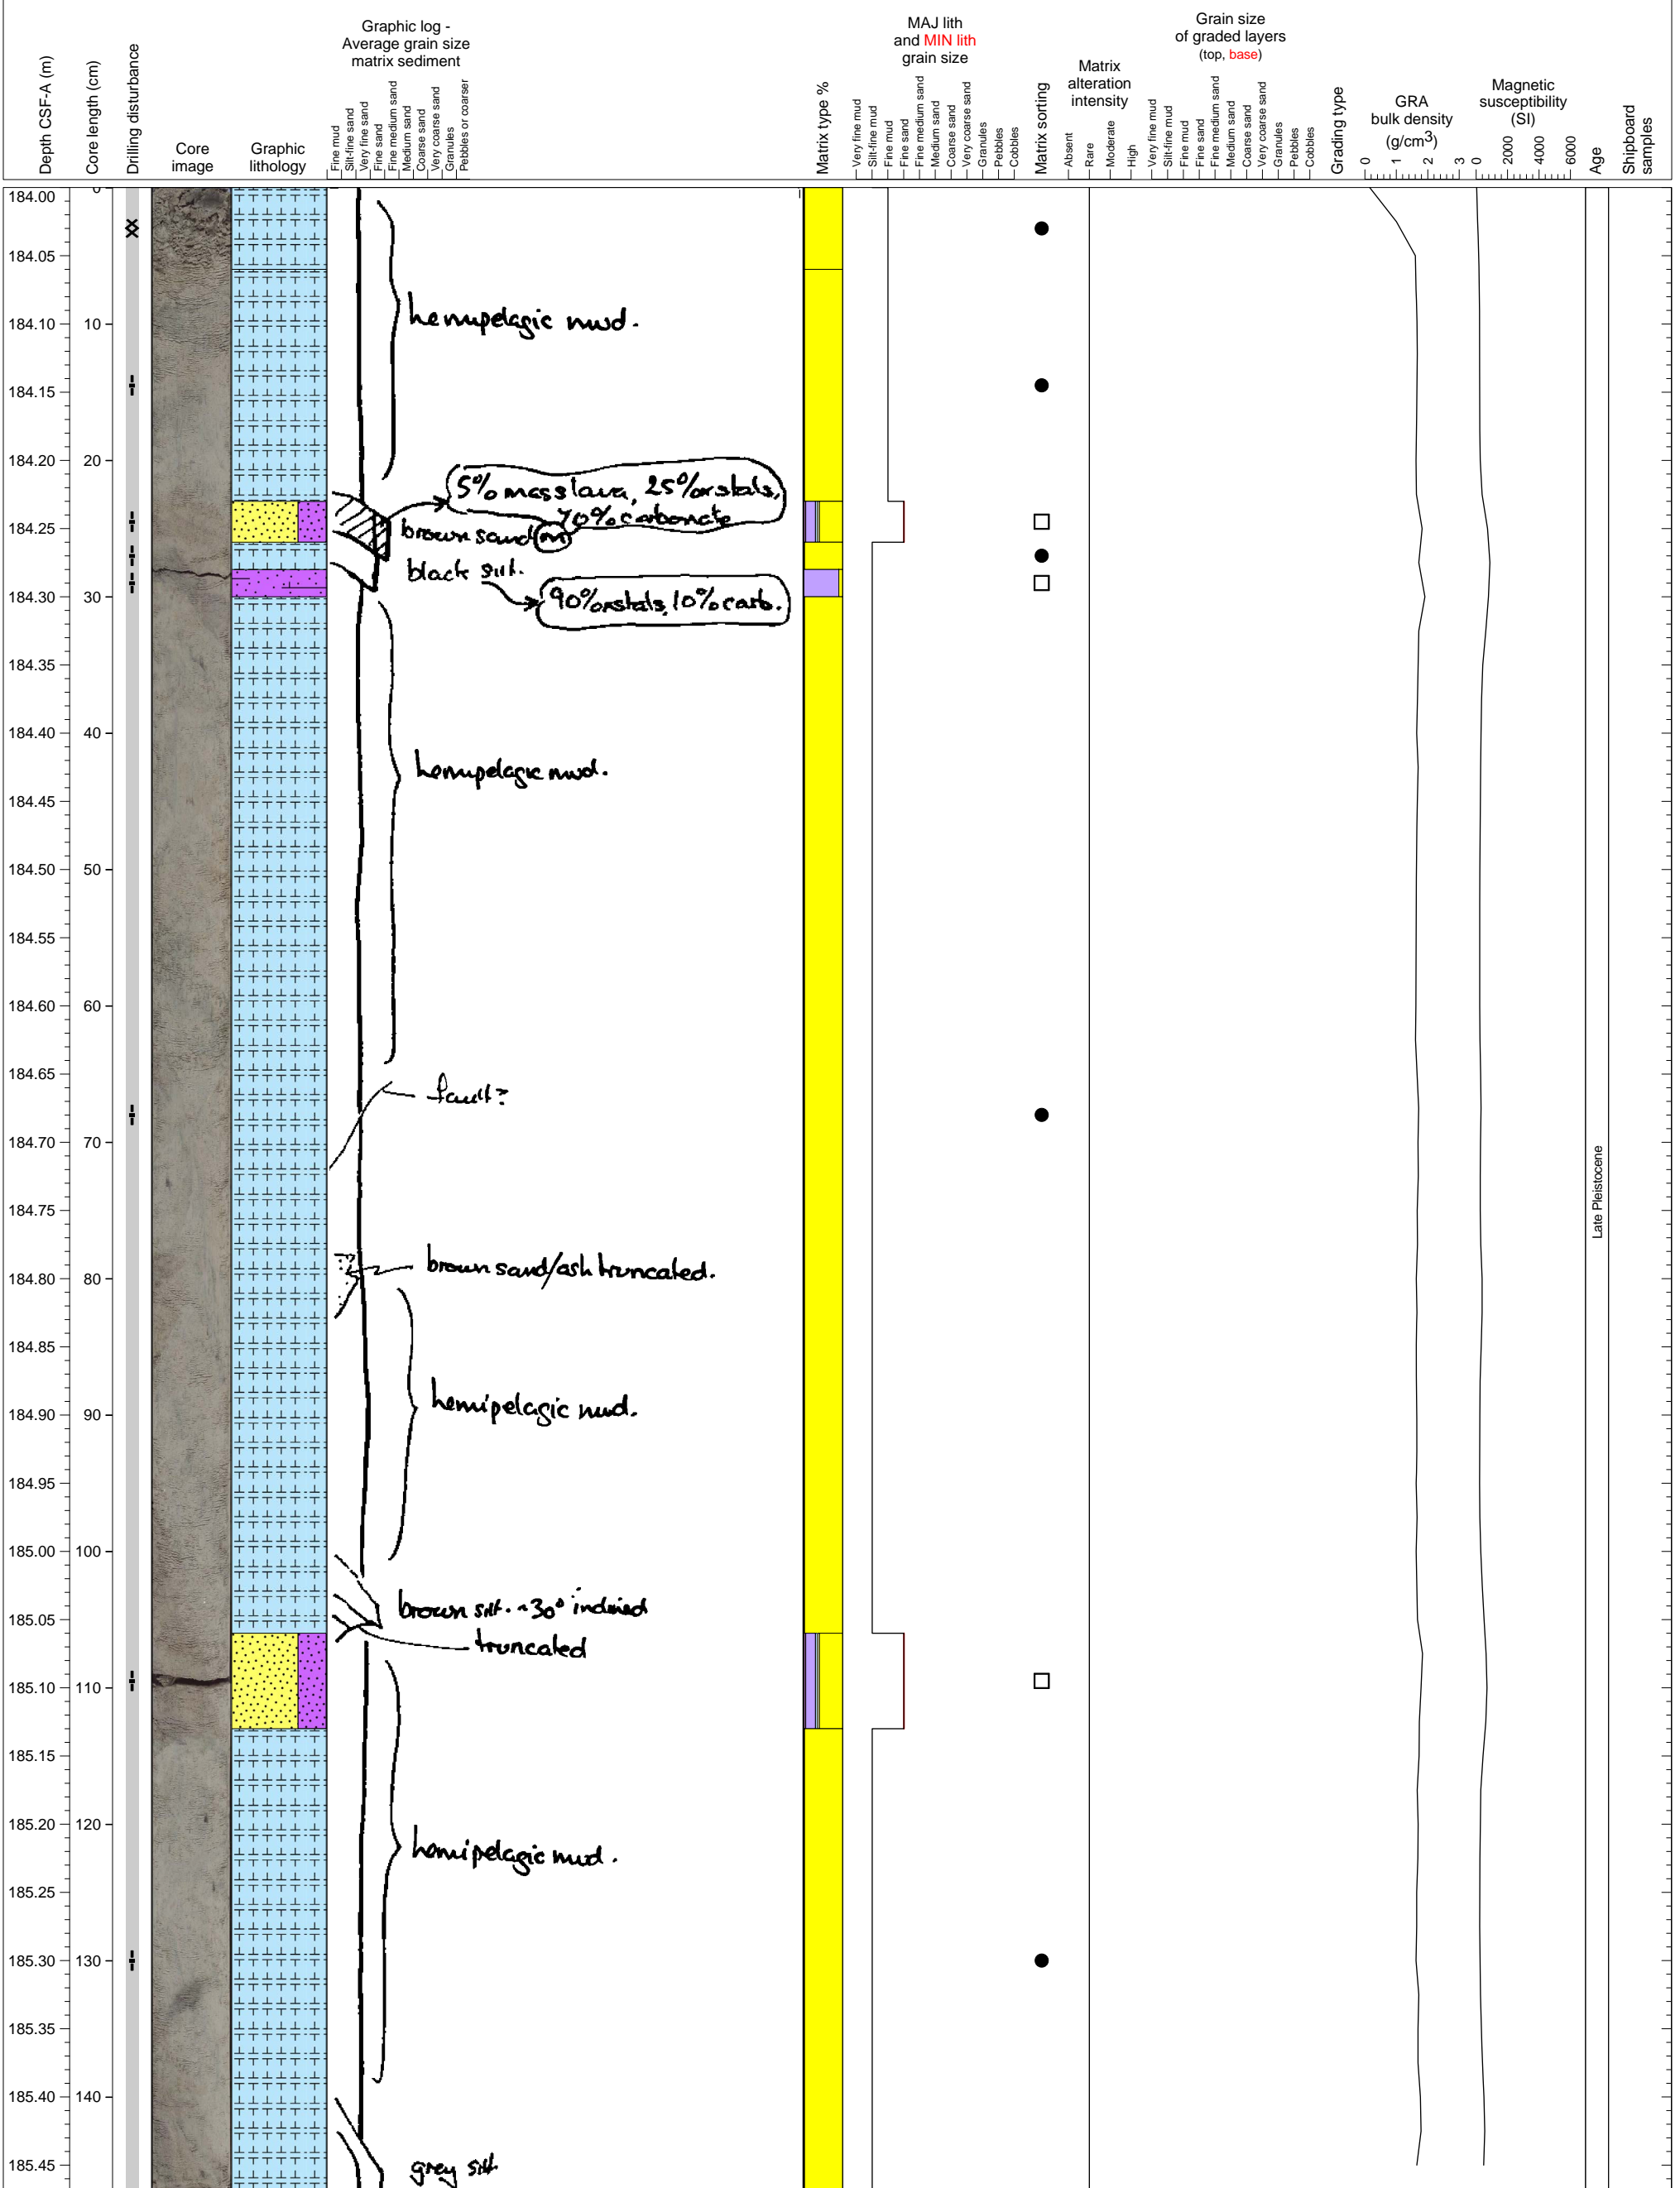 Depth CSF-A (m)
Core length (cm)
Drilling disturbance
Core
image
Graphic
lithology
Graphic log -
Average grain size
matrix sediment
Fine mud
Silt-fine sand
Very fine sand
Fine sand
Fine medium sand
Medium sand
Coarse sand
Very coarse sand
Granules
Pebbles or coarser
Matrix type %
MAJ lith
and MIN lith
grain size
Very fine mud
Silt-fine mud
Fine mud
Fine sand
Fine medium sand
Medium sand
Coarse sand
Very coarse sand
Granules
Pebbles
Cobbles
Matrix sorting
Matrix
alteration
intensity
Absent
Rare
Moderate
High
Grain size
of graded layers
(top, base)
Very fine mud
Silt-fine mud
Fine mud
Fine sand
Fine medium sand
Medium sand
Coarse sand
Very coarse sand
Granules
Pebbles
Cobbles
Grading type
GRA
bulk density
(g/cm3)
0 1 2 3
Magnetic
susceptibility
(SI)
0 2000 4000 6000
Age
Shipboard
samples
184.00 0
184.05
184.10 10
hemipelagic mud.
184.15
184.20 20
5% mass lava, 25% xstals,
70% carbonate
184.25
brown sand (m)
black silt.
184.30 30
90% xstals, 10% carb.
184.35
184.40 40
hemipelagic mud.
184.45
184.50 50
184.55
184.60 60
184.65
fault?
184.70 70
184.75
Late Pleistocene
184.80 80
brown sand/ash truncated.
184.85
184.90 90
hemipelagic mud.
184.95
185.00 100
185.05
brown silt. ~30° inclined
truncated
185.10 110
185.15
185.20 120
hemipelagic mud.
185.25
185.30 130
185.35
185.40 140
185.45
grey silt.